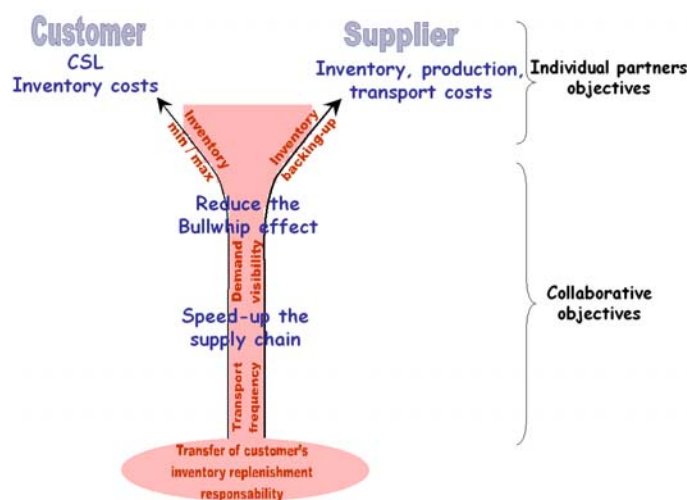 Customer
CSL
Inventory costs
Supplier
Inventory, production,
transport costs
Individual partners
objectives
Inventory
min / max
Inventory
backing-up
Reduce the
Bullwhip effect
Demand
visibility
Collaborative
objectives
Speed-up the
supply chain
Transport
frequency
Transfer of customer's
inventory replenishment
responsability